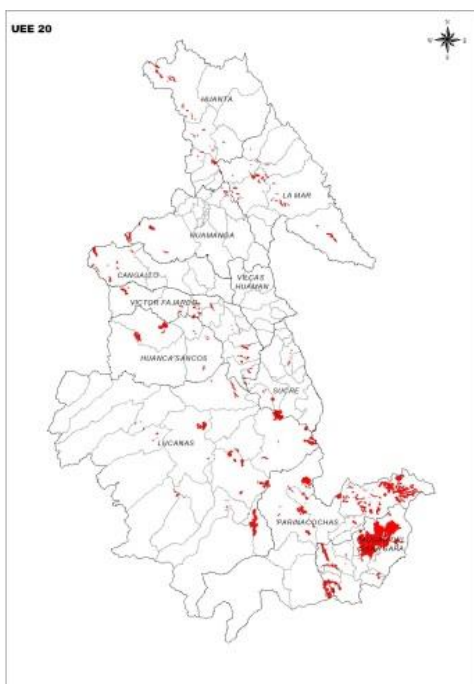 UEE 20
N
W E
S
HUANTA
LA MAR
HUAMANGA
CANGALLO
VILCAS
HUAMAN
VICTOR FAJARDO
HUANCA SANCOS
SUCRE
LUCANAS
PARINACOCHAS